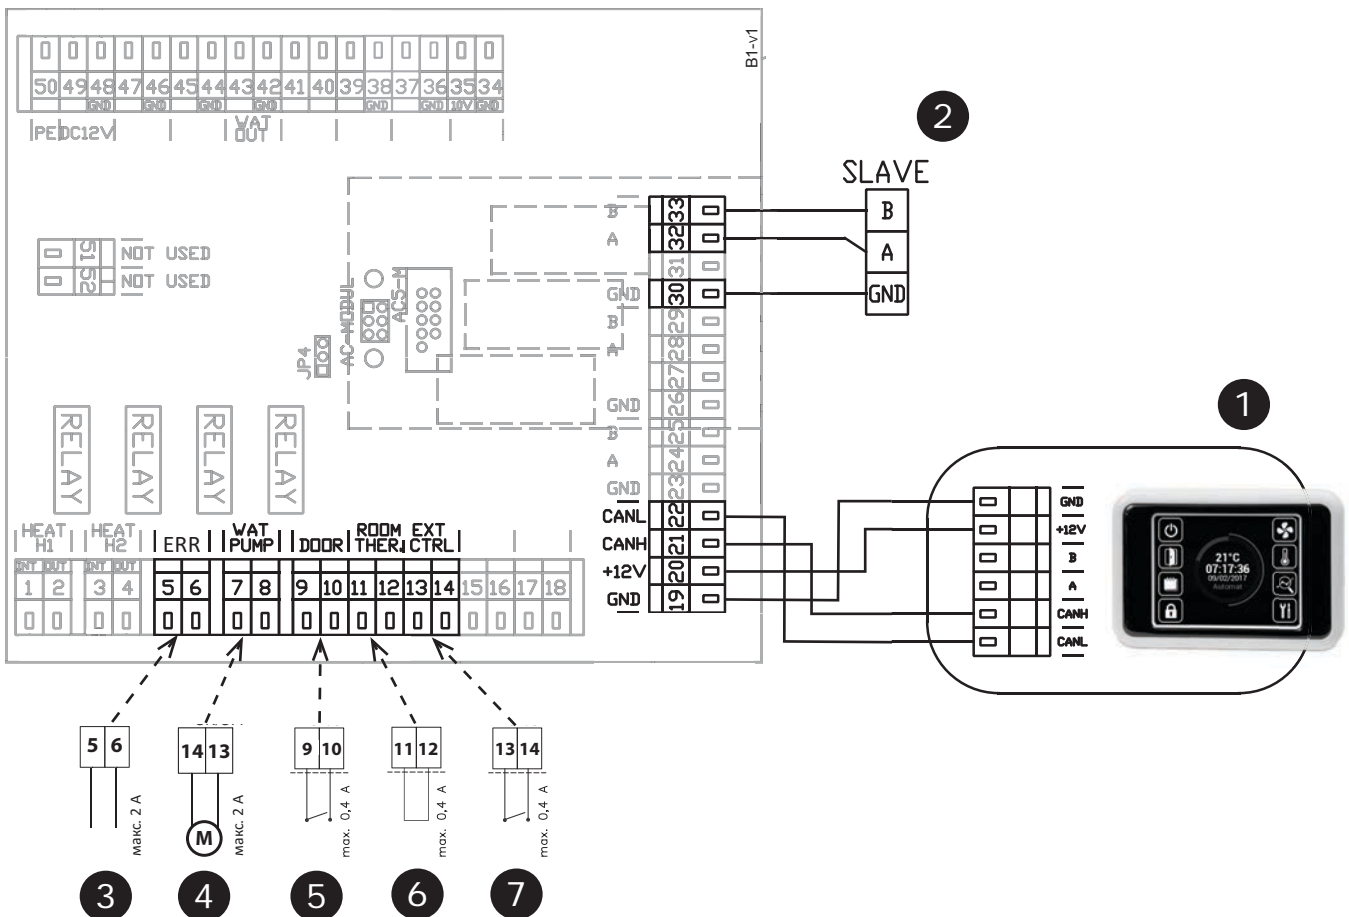 B1-v1
50 49 48 47 46 45 44 43 42 41 40 39 38 37 36 35 34
GND GND GND GND GND GND 10V GND
PE DC12V WAT OUT
2
SLAVE
B
A
GND
51 NOT USED
52 NOT USED
AC-MODUL
ACS-M
JP4
B 33
A 32
31
GND 30
B 29
A 28
27
GND 26
B 25
A 24
GND 23
CANL 22
CANH 21
+12V 20
GND 19
1
GND
+12V
B
A
CANH
CANL
21°C
07:17:36
09/02/2017
Automat
RELAY RELAY RELAY RELAY
HEAT H1 HEAT H2 ERR WAT PUMP DOOR ROOM THER. EXT CTRL
INT OUT INT OUT
1 2 3 4 5 6 7 8 9 10 11 12 13 14 15 16 17 18
5 6
макс. 2 А
3
14 13
M
макс. 2 А
4
9 10
max. 0,4 A
5
11 12
max. 0,4 A
6
13 14
max. 0,4 A
7